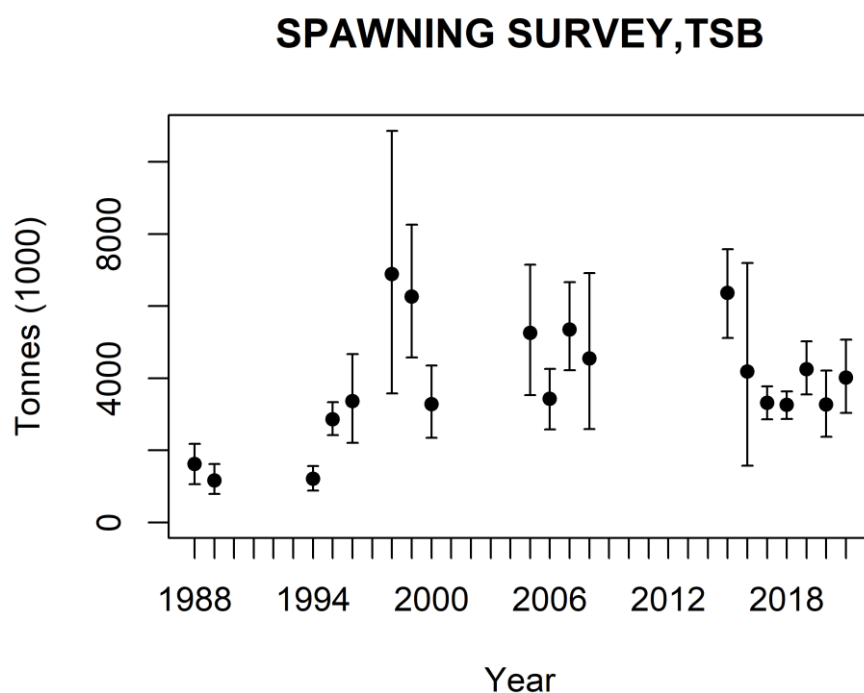 SPAWNING SURVEY,TSB
Tonnes (1000)
8000
4000
0
1988 1994 2000 2006 2012 2018
Year